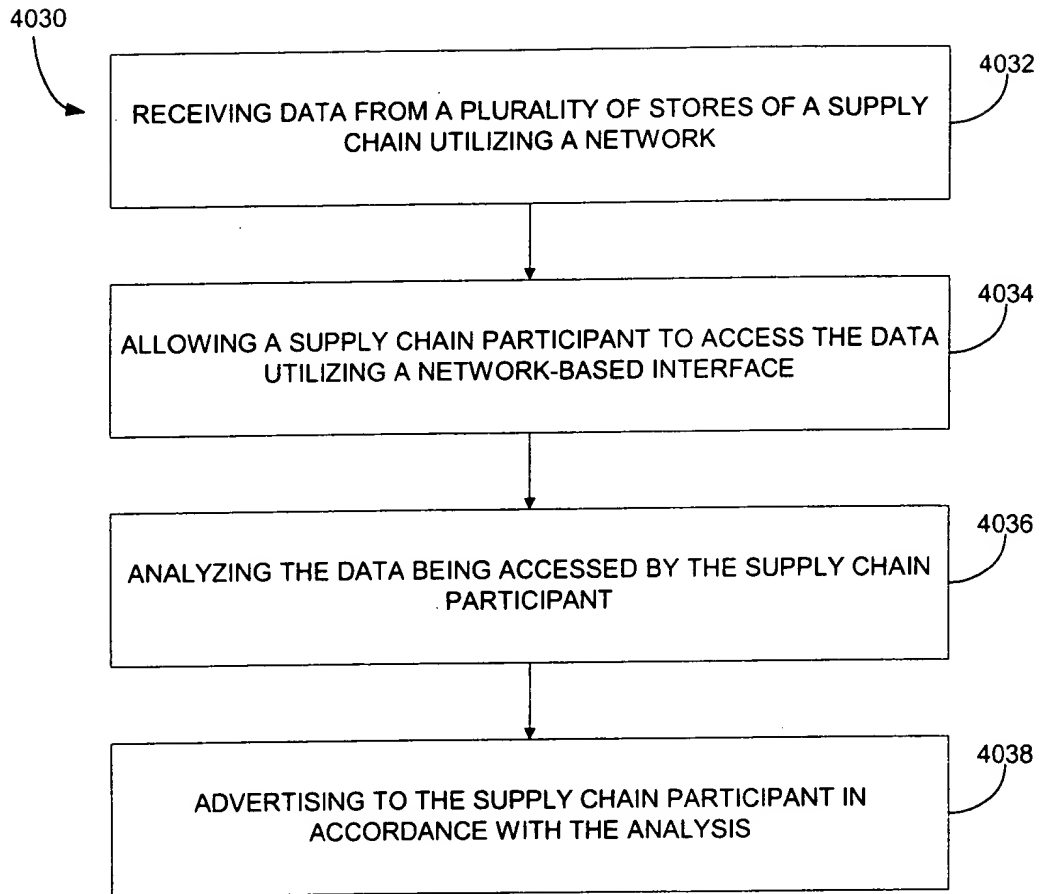 4030
4032
RECEIVING DATA FROM A PLURALITY OF STORES OF A SUPPLY
CHAIN UTILIZING A NETWORK
4034
ALLOWING A SUPPLY CHAIN PARTICIPANT TO ACCESS THE DATA
UTILIZING A NETWORK-BASED INTERFACE
4036
ANALYZING THE DATA BEING ACCESSED BY THE SUPPLY CHAIN
PARTICIPANT
4038
ADVERTISING TO THE SUPPLY CHAIN PARTICIPANT IN
ACCORDANCE WITH THE ANALYSIS